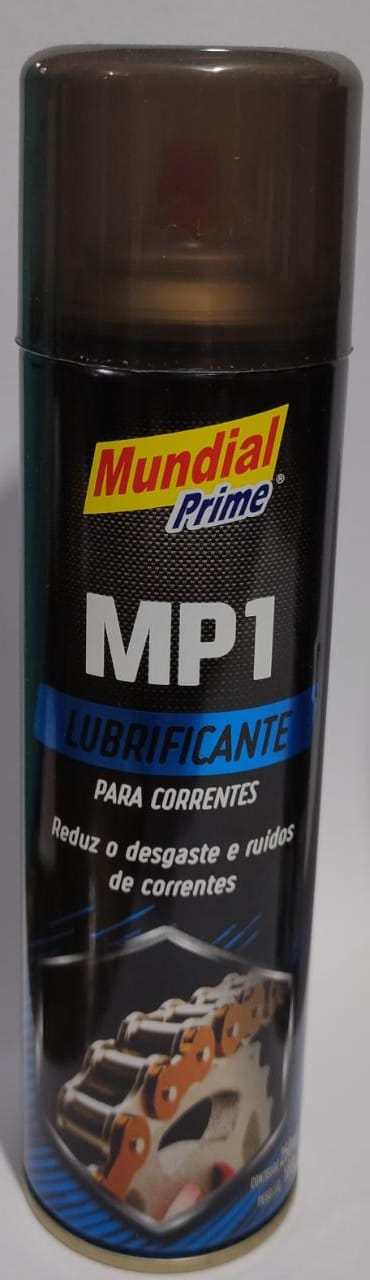 Mundial
Prime®
MP1
LUBRIFICANTE
PARA CORRENTES
Reduz o desgaste e ruídos
de correntes